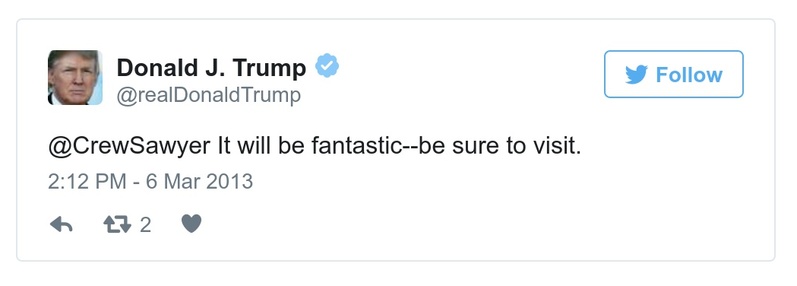 Donald J. Trump
@realDonaldTrump
Follow
@CrewSawyer It will be fantastic--be sure to visit.
2:12 PM - 6 Mar 2013
2